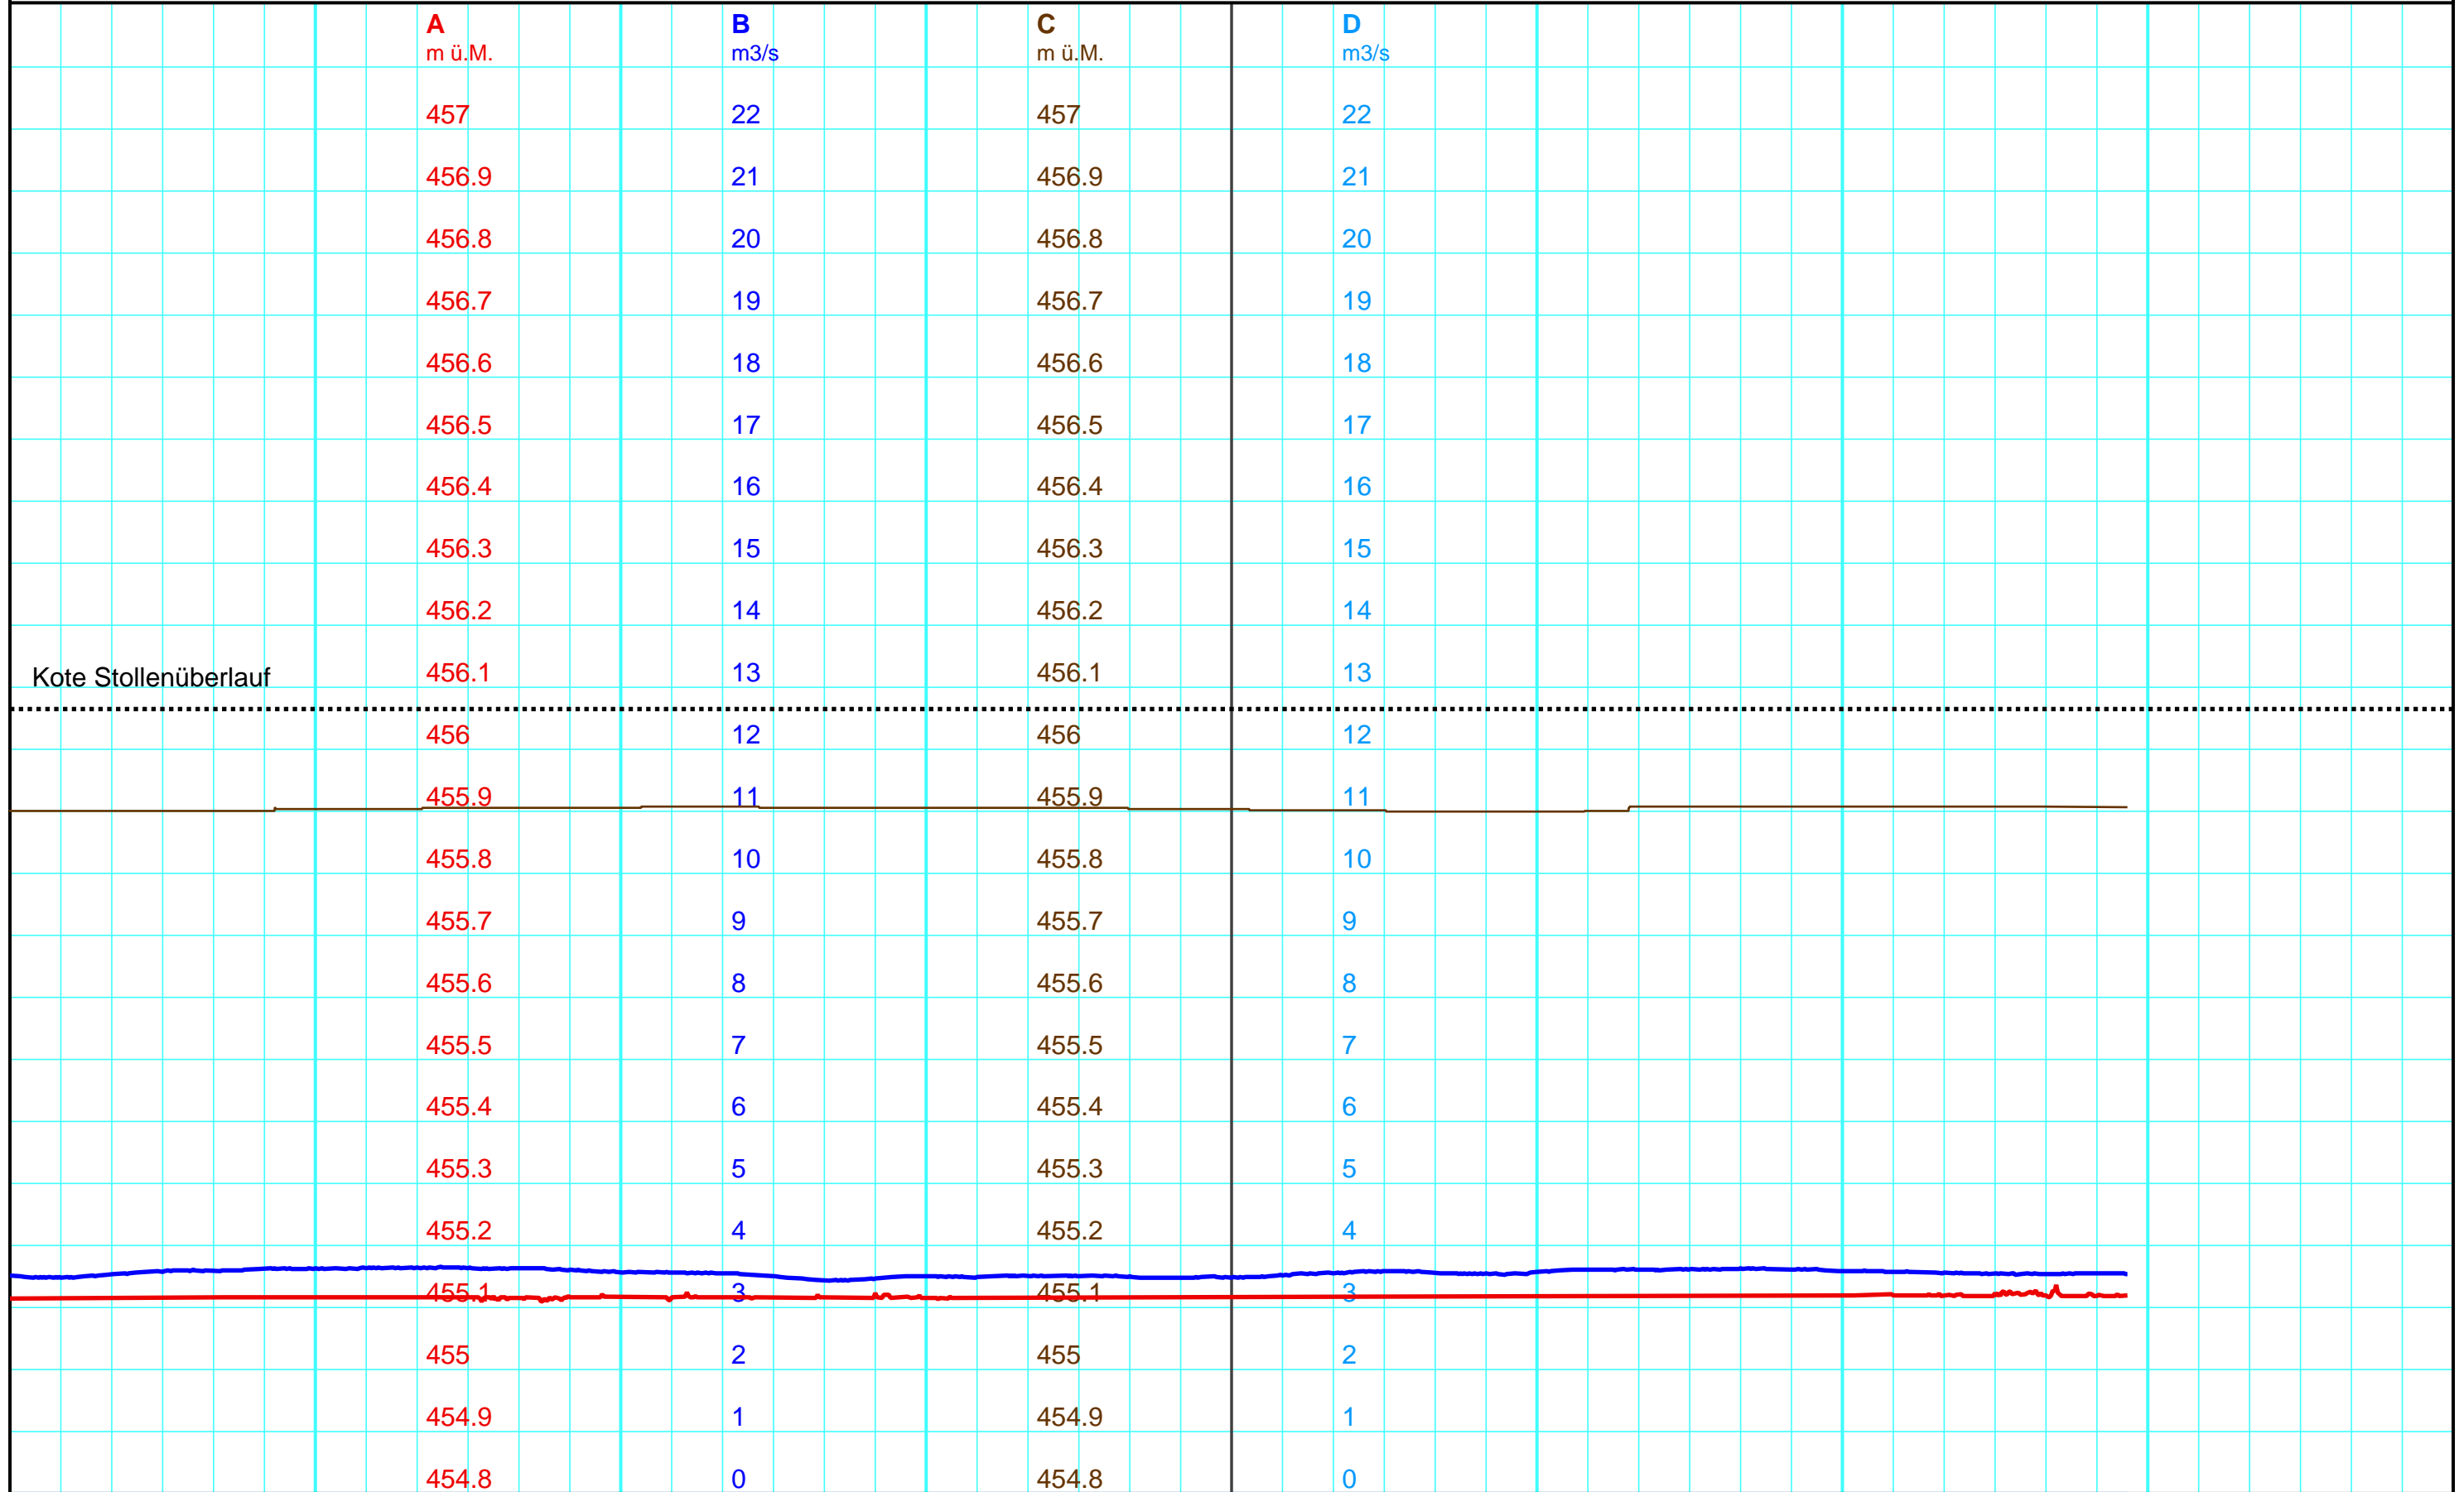 A B C D
m ü.M. m3/s m ü.M. m3/s
457 22 457 22
456.9 21 456.9 21
456.8 20 456.8 20
456.7 19 456.7 19
456.6 18 456.6 18
456.5 17 456.5 17
456.4 16 456.4 16
456.3 15 456.3 15
456.2 14 456.2 14
Kote Stollenüberlauf 456.1 13 456.1 13
456 12 456 12
455.9 11 455.9 11
455.8 10 455.8 10
455.7 9 455.7 9
455.6 8 455.6 8
455.5 7 455.5 7
455.4 6 455.4 6
455.3 5 455.3 5
455.2 4 455.2 4
455.1 3 455.1 3
455 2 455 2
454.9 1 454.9 1
454.8 0 454.8 0